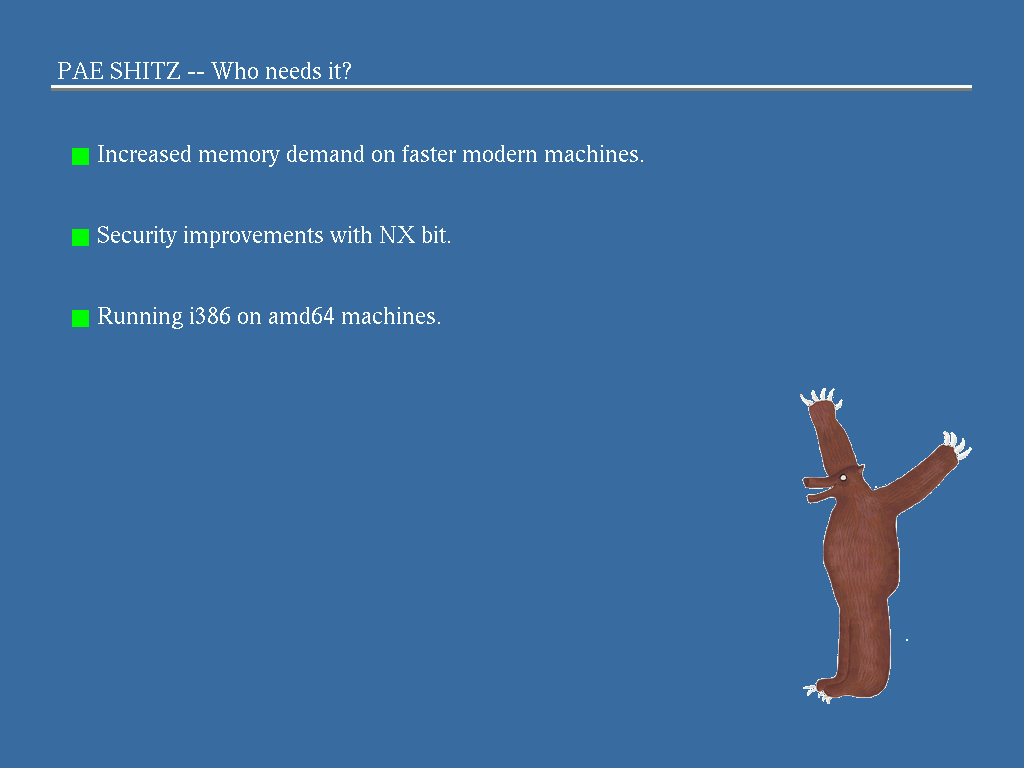 PAE SHITZ -- Who needs it?
Increased memory demand on faster modern machines.
Security improvements with NX bit.
Running i386 on amd64 machines.